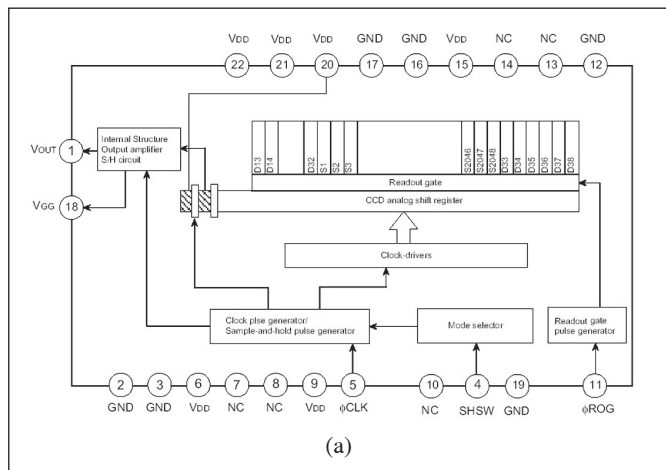 VDD VDD VDD GND GND VDD NC NC GND
22 21 20 17 16 15 14 13 12
VOUT 1
Internal Structure
Output amplifier
S/H circuit
D13
D14
D32
S1
S2
S3
S2046
S2047
S2048
D33
D34
D35
D36
D37
D38
Readout gate
VGG 18
CCD analog shift register
Clock-drivers
Clock plse generator/
Sample-and-hold pulse generator
Mode selector
Readout gate
pulse generator
2 3 6 7 8 9 5 10 4 19 11
GND GND VDD NC NC VDD ϕCLK NC SHSW GND ϕROG
(a)